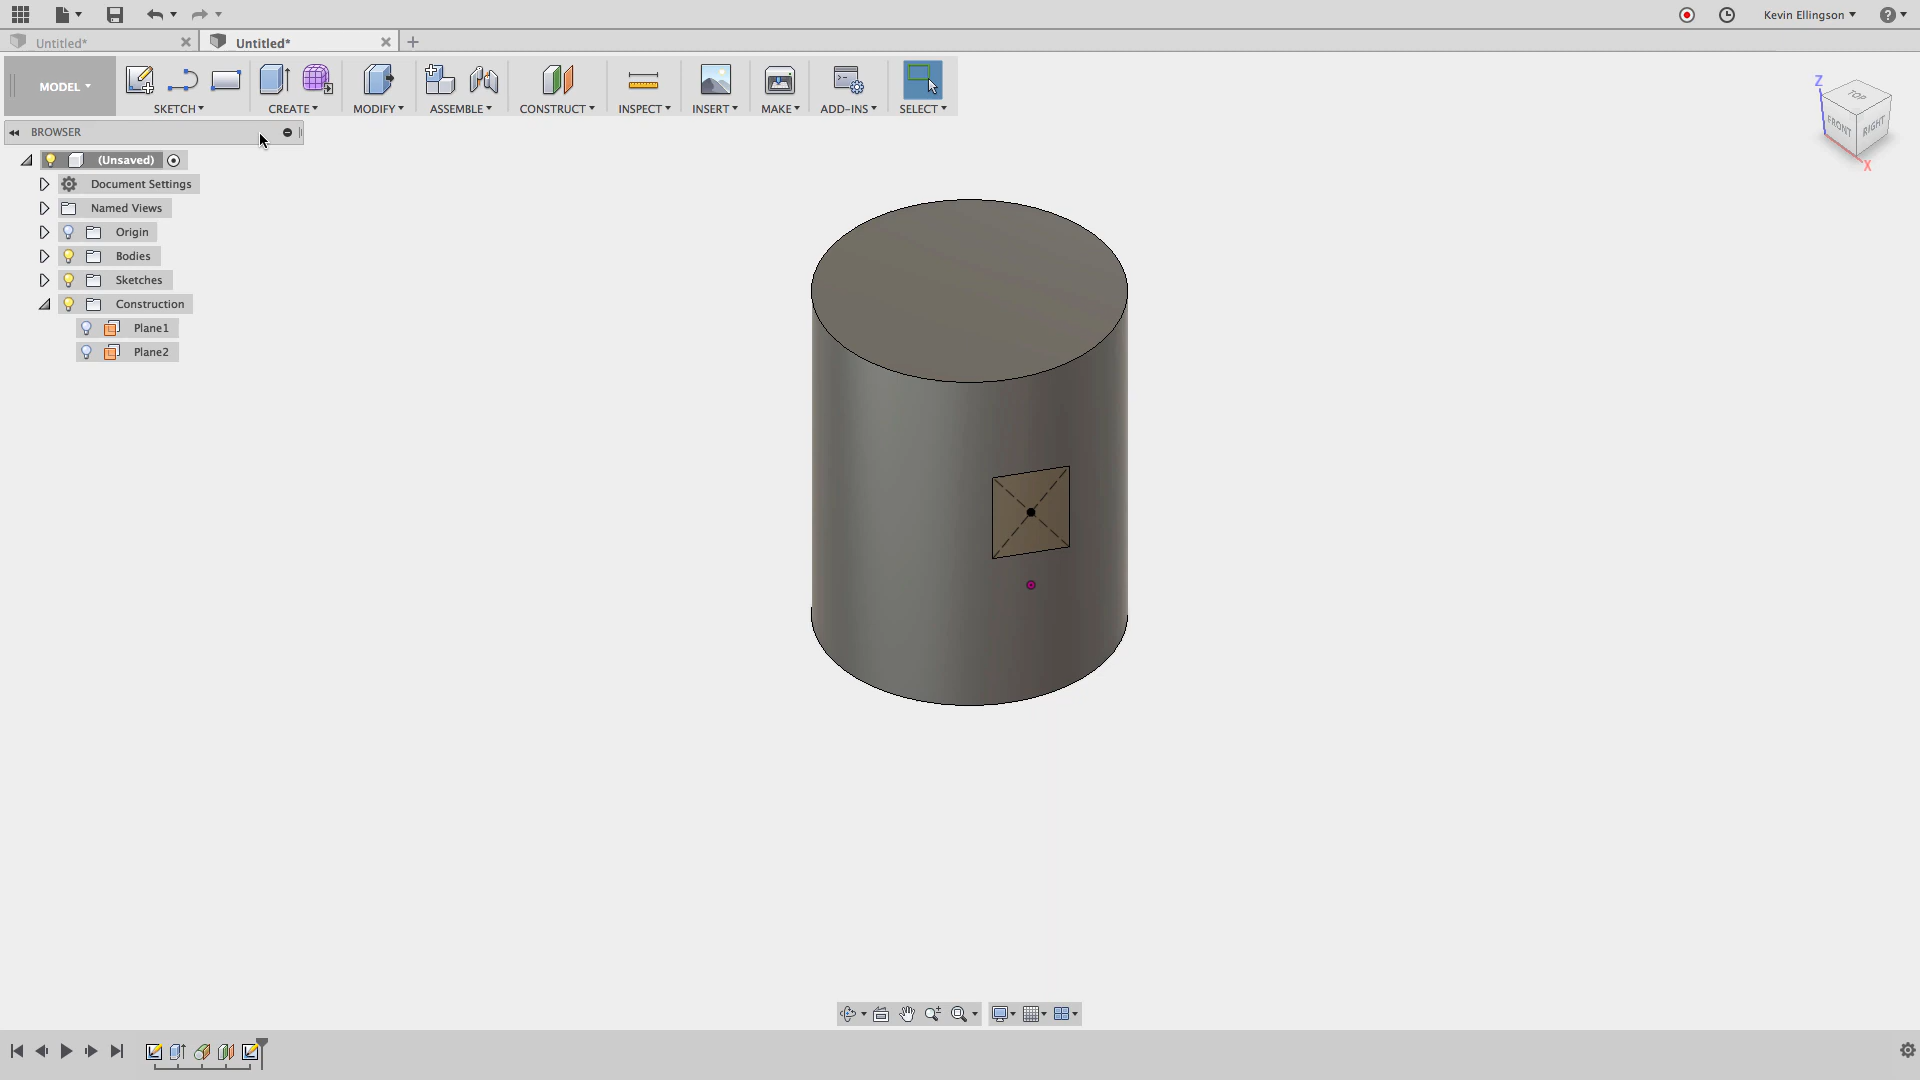 Kevin Ellingson
Untitled*
Untitled*
MODEL
SKETCH
CREATE
MODIFY
ASSEMBLE
CONSTRUCT
INSPECT
INSERT
MAKE
ADD-INS
SELECT
BROWSER
(Unsaved)
Document Settings
Named Views
Origin
Bodies
Sketches
Construction
Plane1
Plane2
Z
TOP
FRONT
RIGHT
X